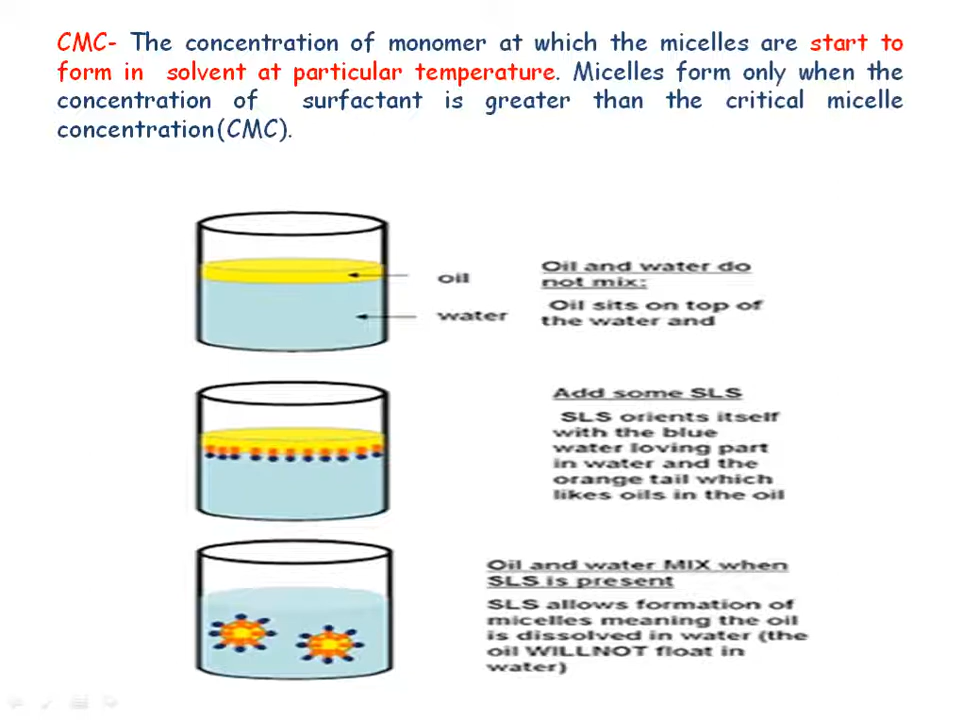 CMC- The concentration of monomer at which the micelles are start to
form in solvent at particular temperature. Micelles form only when the
concentration of surfactant is greater than the critical micelle
concentration(CMC).
oil
water
Oil and water do
not mix:
Oil sits on top of
the water and
Add some SLS
SLS orients itself
with the blue
water loving part
in water and the
orange tail which
likes oils in the oil
Oil and water MIX when
SLS is present
SLS allows formation of
micelles meaning the oil
is dissolved in water (the
oil WILLNOT float in
water)